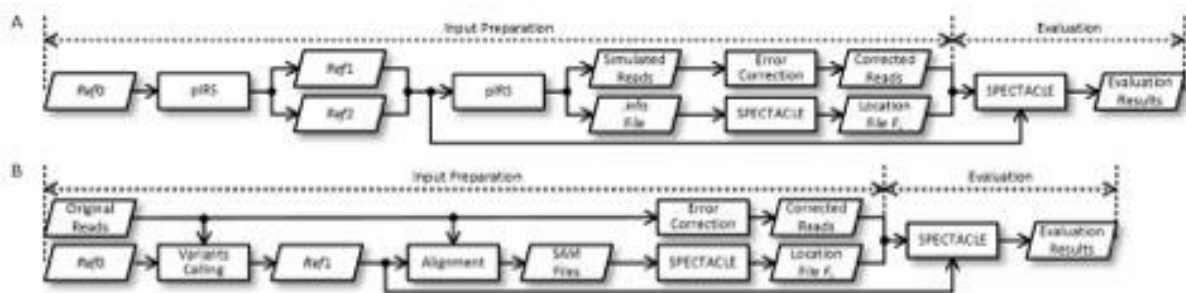 A
Input Preparation
Evaluation
Ref0
pIRS
Ref1
Ref2
pIRS
Simulated
Reads
.info
File
Error
Correction
SPECTACLE
Corrected
Reads
Location
File
SPECTACLE
Evaluation
Results
B
Input Preparation
Evaluation
Original
Reads
Ref0
Variants
Calling
Ref1
Alignment
SAM
Files
Error
Correction
SPECTACLE
Corrected
Reads
Location
File
SPECTACLE
Evaluation
Results